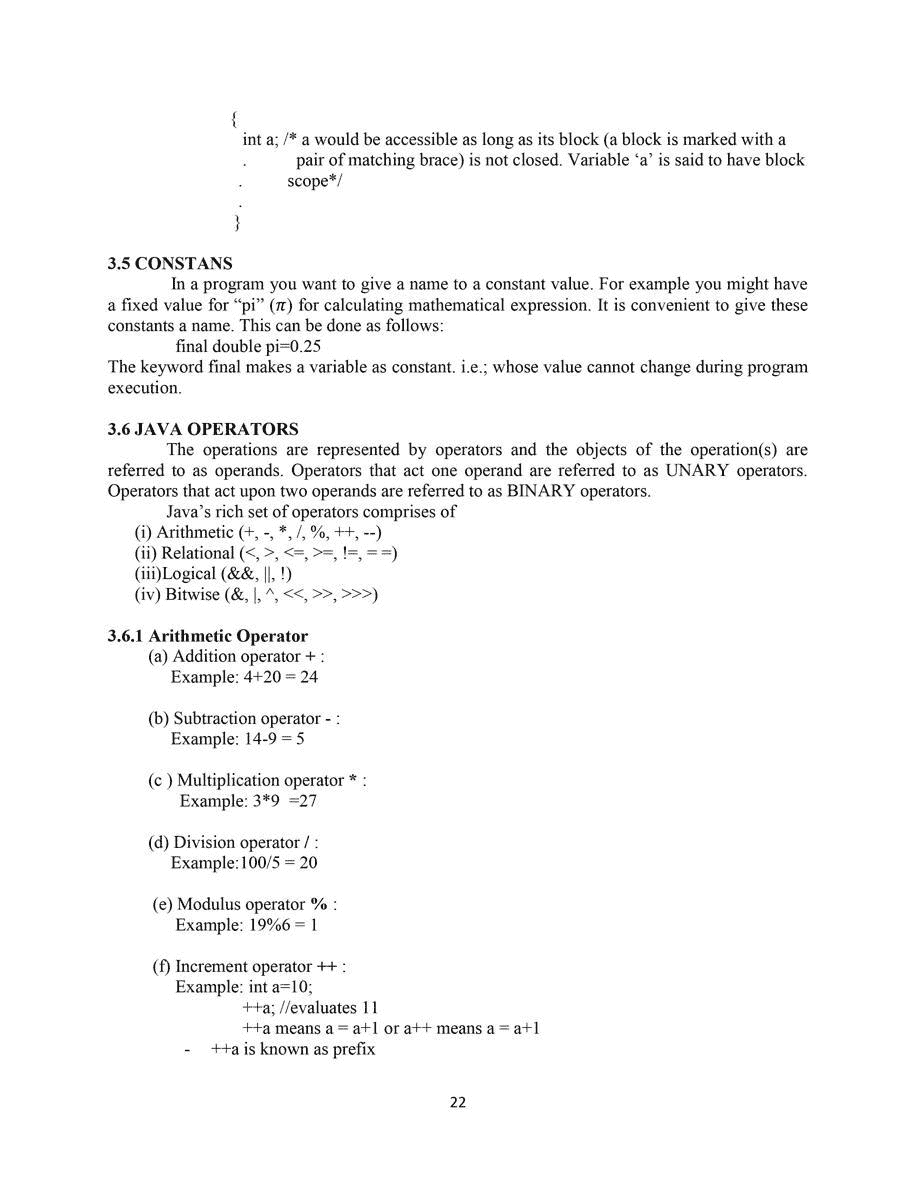 {
int a; /* a would be accessible as long as its block (a block is marked with a
. pair of matching brace) is not closed. Variable ‘a’ is said to have block
. scope*/
.
}
3.5 CONSTANS
In a program you want to give a name to a constant value. For example you might have
a fixed value for “pi” (π) for calculating mathematical expression. It is convenient to give these
constants a name. This can be done as follows:
final double pi=0.25
The keyword final makes a variable as constant. i.e.; whose value cannot change during program
execution.
3.6 JAVA OPERATORS
The operations are represented by operators and the objects of the operation(s) are
referred to as operands. Operators that act one operand are referred to as UNARY operators.
Operators that act upon two operands are referred to as BINARY operators.
Java’s rich set of operators comprises of
(i) Arithmetic (+, -, *, /, %, ++, --)
(ii) Relational (<, >, <=, >=, !=, = =)
(iii)Logical (&&, ||, !)
(iv) Bitwise (&, |, ^, <<, >>, >>>)
3.6.1 Arithmetic Operator
(a) Addition operator + :
Example: 4+20 = 24
(b) Subtraction operator - :
Example: 14-9 = 5
(c ) Multiplication operator * :
Example: 3*9 =27
(d) Division operator / :
Example:100/5 = 20
(e) Modulus operator % :
Example: 19%6 = 1
(f) Increment operator ++ :
Example: int a=10;
++a; //evaluates 11
++a means a = a+1 or a++ means a = a+1
- ++a is known as prefix
22